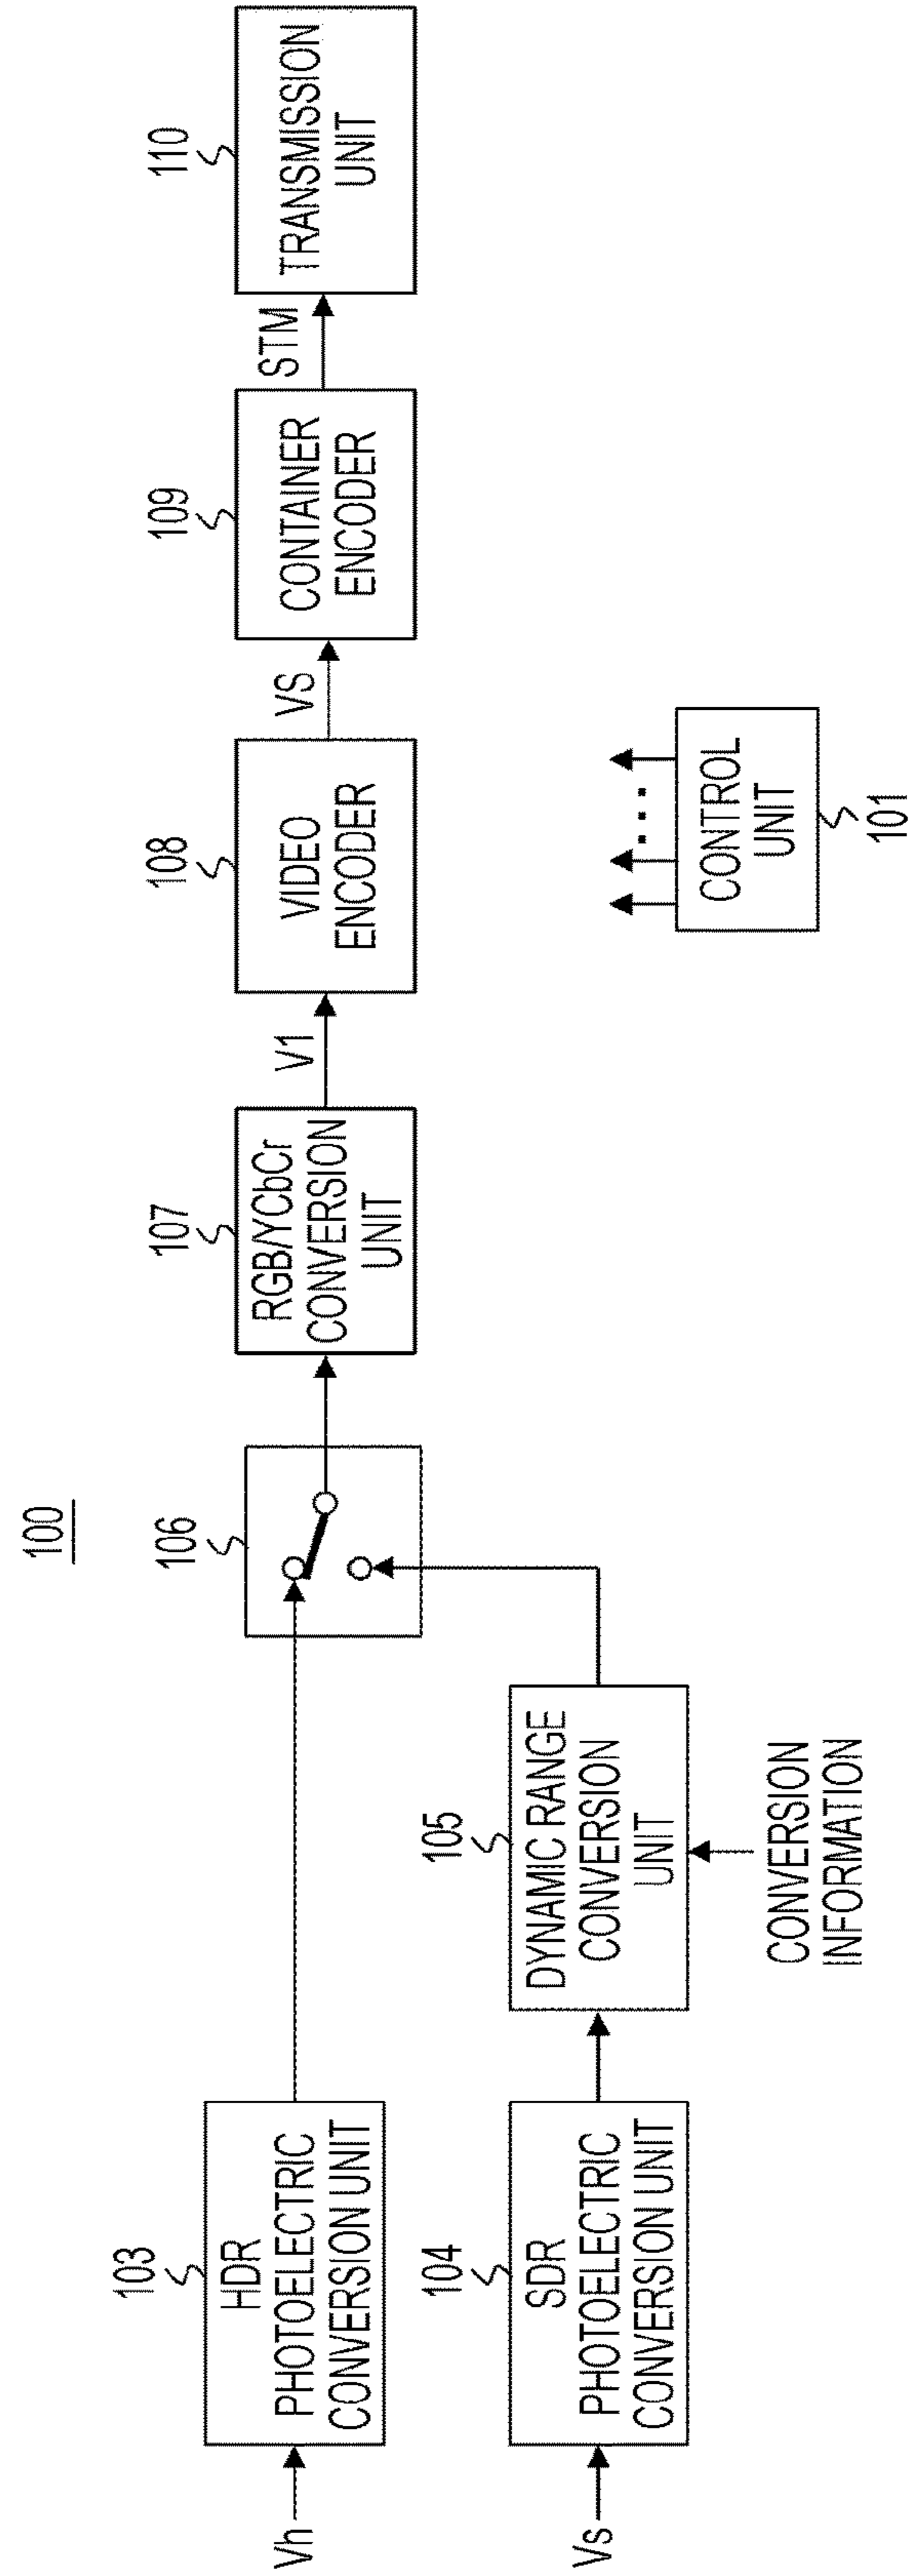 100
Vh
103
HDR
PHOTOELECTRIC
CONVERSION UNIT
Vs
104
SDR
PHOTOELECTRIC
CONVERSION UNIT
105
DYNAMIC RANGE
CONVERSION
UNIT
CONVERSION
INFORMATION
106
107
RGB/YCbCr
CONVERSION
UNIT
V1
108
VIDEO
ENCODER
VS
109
CONTAINER
ENCODER
STM
110
TRANSMISSION
UNIT
CONTROL
UNIT
101